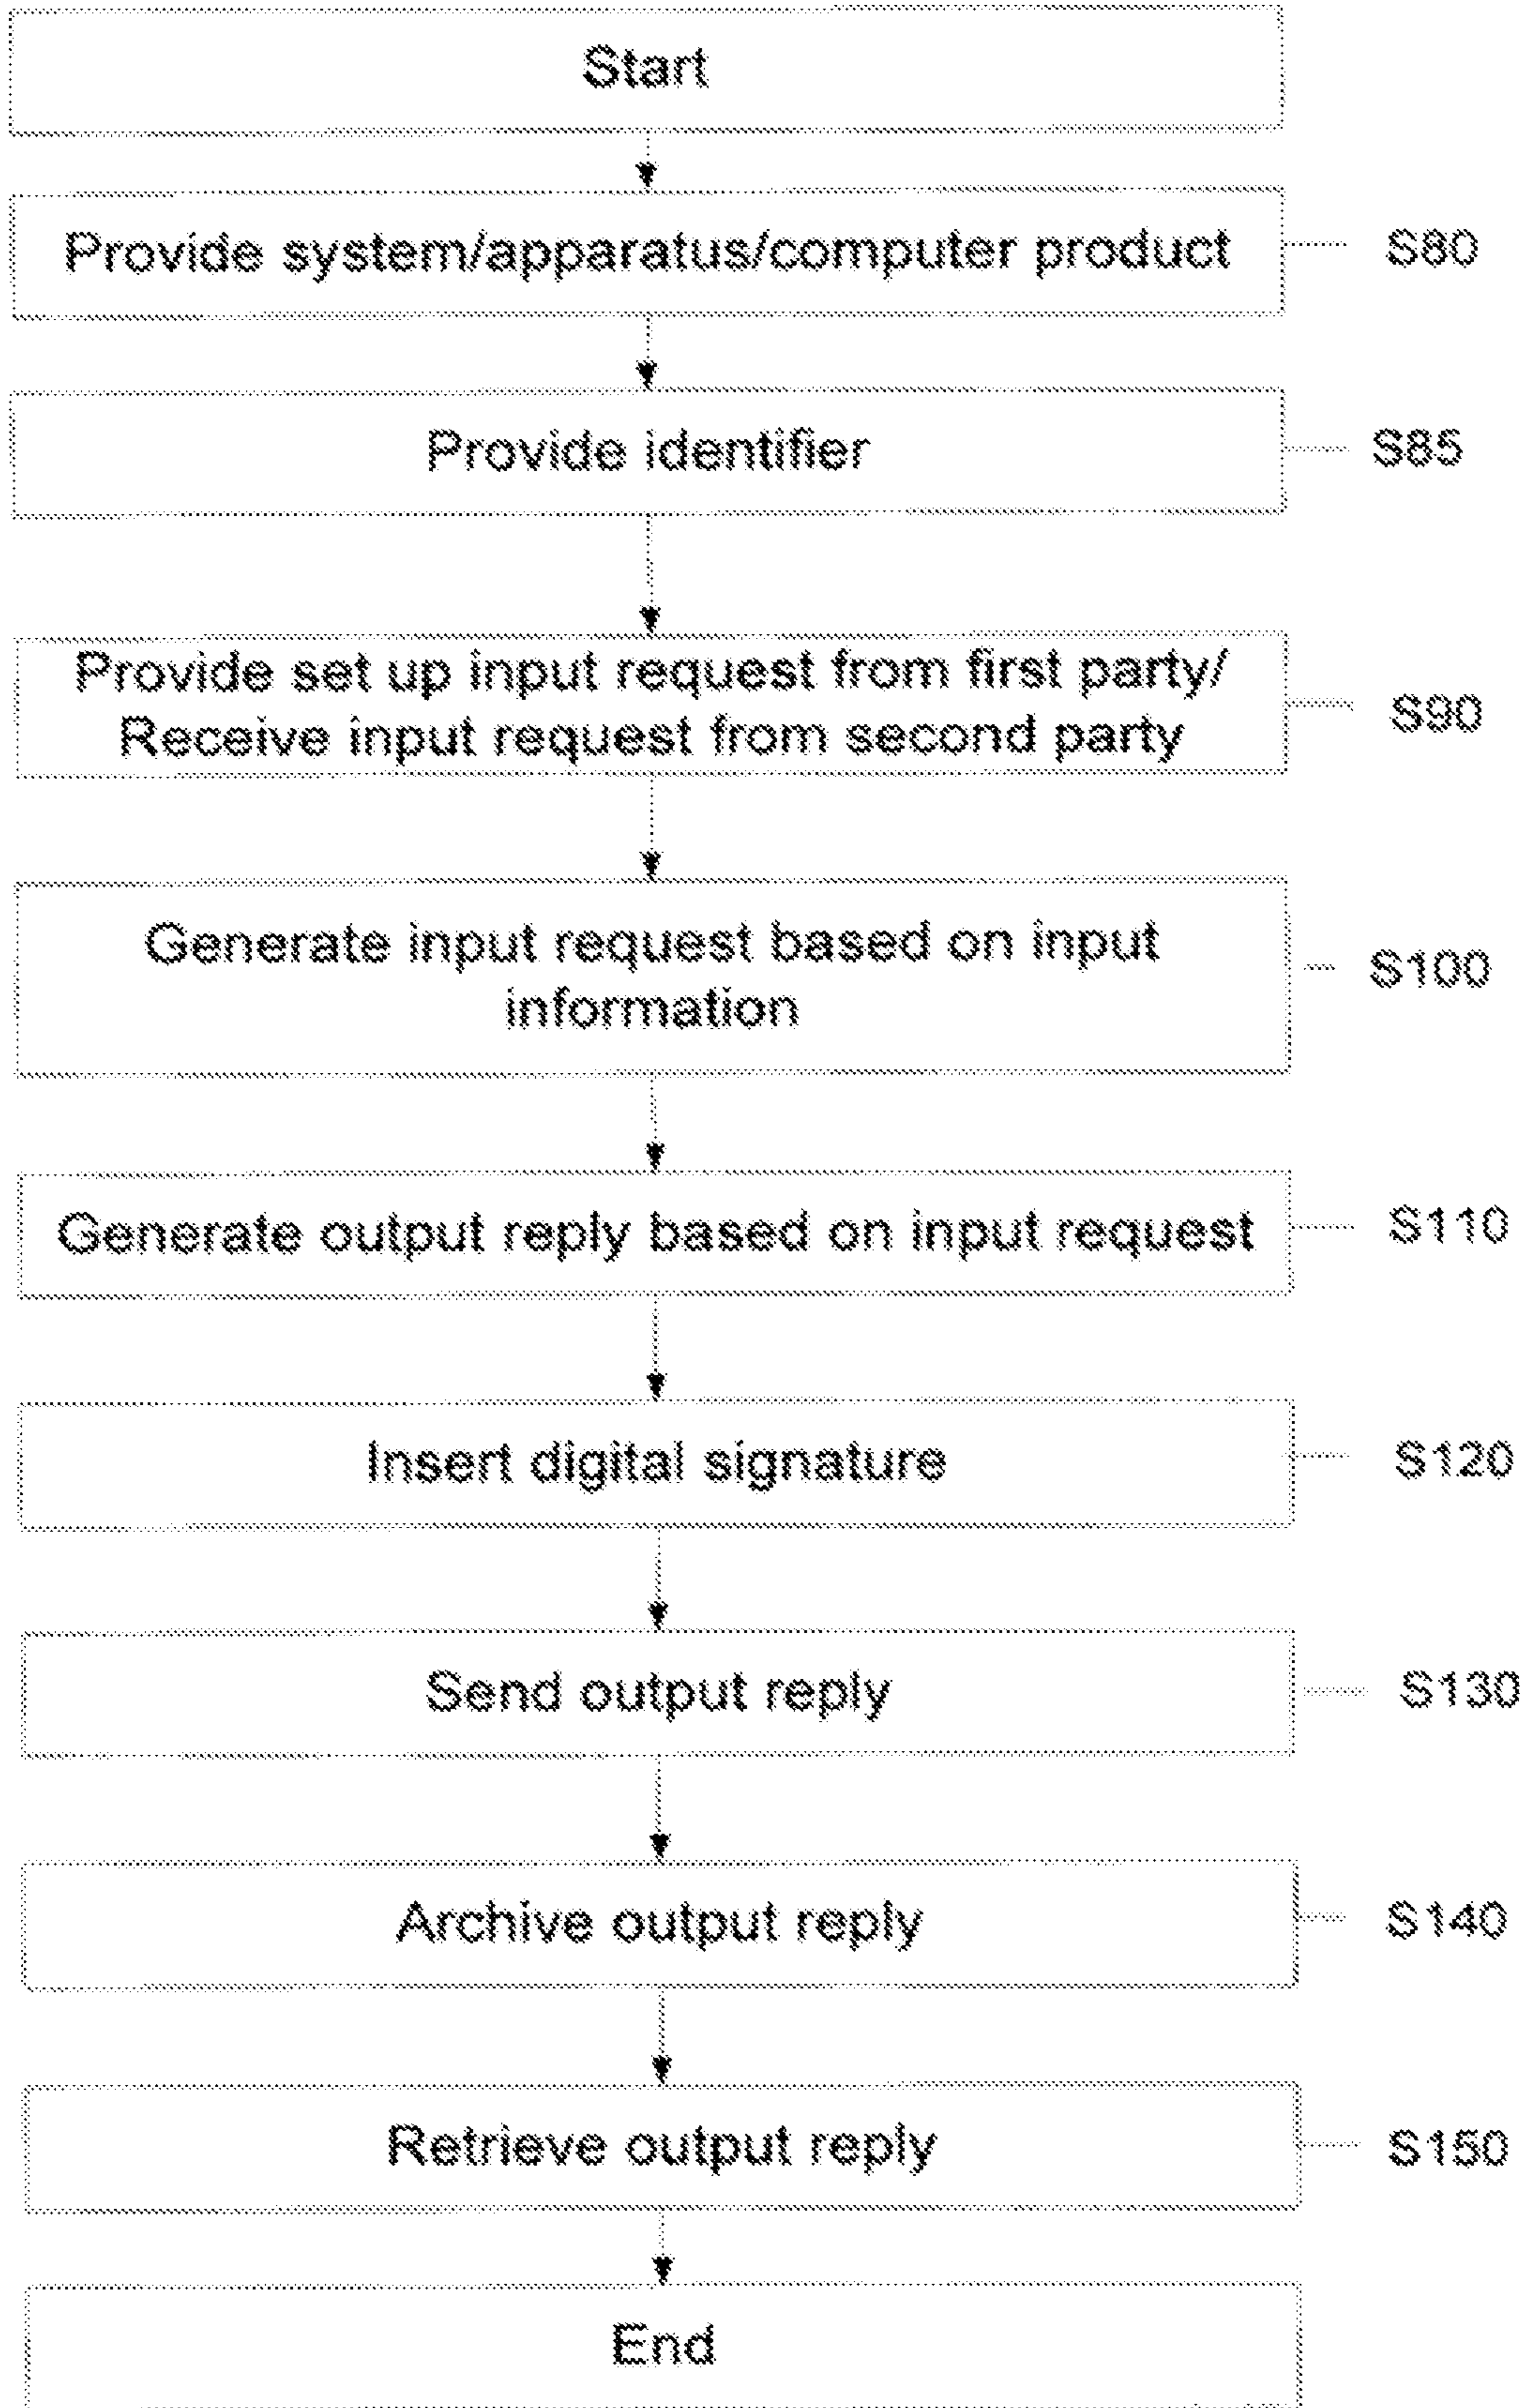 Start
Provide system/apparatus/computer product S80
Provide identifier S85
Provide set up input request from first party/
Receive input request from second party S90
Generate input request based on input
information S100
Generate output reply based on input request S110
Insert digital signature S120
Send output reply S130
Archive output reply S140
Retrieve output reply S150
End